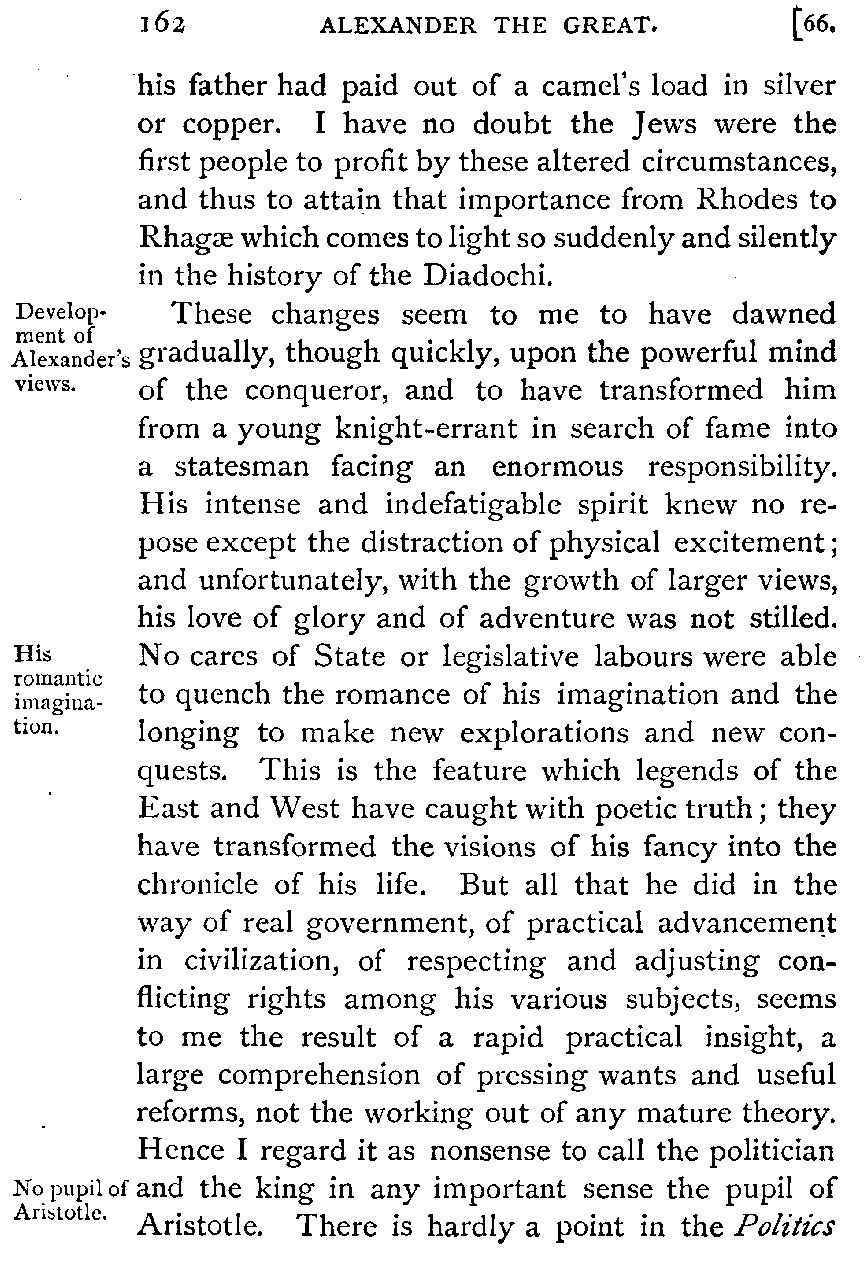 162 ALEXANDER THE GREAT. [66.
his father had paid out of a camel's load in silver
or copper. I have no doubt the Jews were the
first people to profit by these altered circumstances,
and thus to attain that importance from Rhodes to
Rhagæ which comes to light so suddenly and silently
in the history of the Diadochi.
Develop-
ment of
Alexander's
views.
These changes seem to me to have dawned
gradually, though quickly, upon the powerful mind
of the conqueror, and to have transformed him
from a young knight-errant in search of fame into
a statesman facing an enormous responsibility.
His intense and indefatigable spirit knew no re-
pose except the distraction of physical excitement;
and unfortunately, with the growth of larger views,
his love of glory and of adventure was not stilled.
His
romantic
imagina-
tion.
No cares of State or legislative labours were able
to quench the romance of his imagination and the
longing to make new explorations and new con-
quests. This is the feature which legends of the
East and West have caught with poetic truth; they
have transformed the visions of his fancy into the
chronicle of his life. But all that he did in the
way of real government, of practical advancement
in civilization, of respecting and adjusting con-
flicting rights among his various subjects, seems
to me the result of a rapid practical insight, a
large comprehension of pressing wants and useful
reforms, not the working out of any mature theory.
Hence I regard it as nonsense to call the politician
No pupil of
Aristotle.
and the king in any important sense the pupil of
Aristotle. There is hardly a point in the Politics